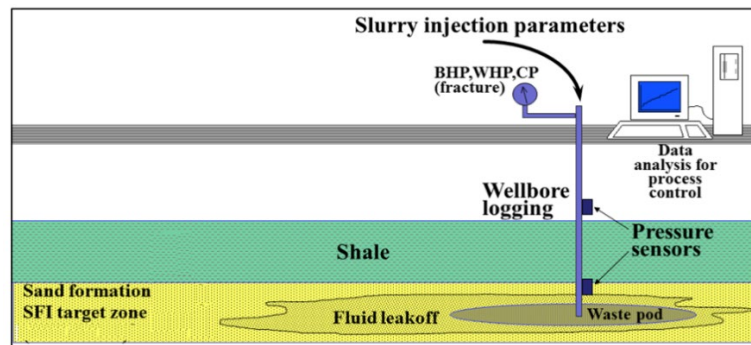 Slurry injection parameters
BHP,WHP,CP
(fracture)
Data
analysis for
process
control
Wellbore
logging
Pressure
sensors
Shale
Sand formation
SFI target zone
Fluid leakoff
Waste pod